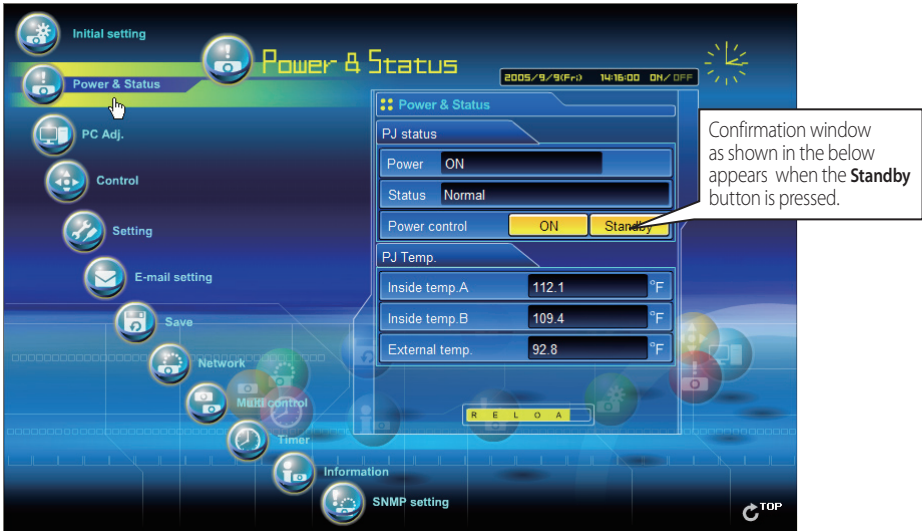 Initial setting
Power & Status
Power & Status
2005/9/9(Fri) 14:16:00 ON/OFF
PC Adj.
Control
Setting
E-mail setting
Save
Network
Multi control
Timer
Information
SNMP setting
Power & Status
PJ status
Power ON
Status Normal
Power control ON Standby
PJ Temp.
Inside temp.A 112.1 °F
Inside temp.B 109.4 °F
External temp. 92.8 °F
RELOA
Confirmation window
as shown in the below
appears when the Standby
button is pressed.
TOP